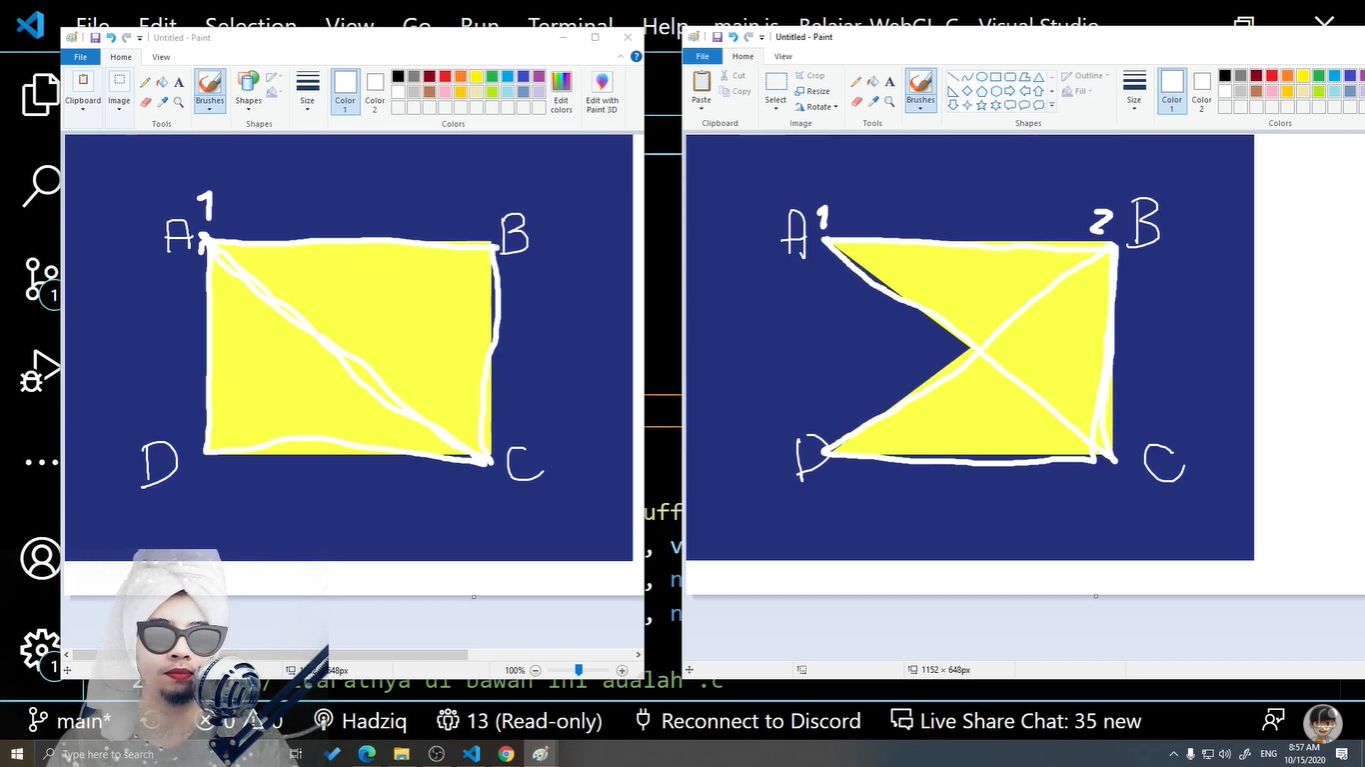 File Edit Selection View Go Run Terminal Help main.js - Belajar-WebGL-C - Visual Studio
Untitled - Paint
File Home View
Clipboard Image Tools Brushes Shapes Size Color 1 Color 2 Edit colors Edit with Paint 3D
Tools Shapes Colors
1
A B
D C
100%
Untitled - Paint
File Home View
Paste Cut Copy Select Crop Resize Rotate Brushes Outline Fill Size Color 1 Color 2
Clipboard Image Tools Shapes Colors
A 1 2 B
D C
1152 × 648px
uff
, v
, n
, n
di bawah ini adalah .c
1
1
main* 0 0 Hadziq 13 (Read-only) Reconnect to Discord Live Share Chat: 35 new
Type here to search ENG 8:57 AM
10/15/2020